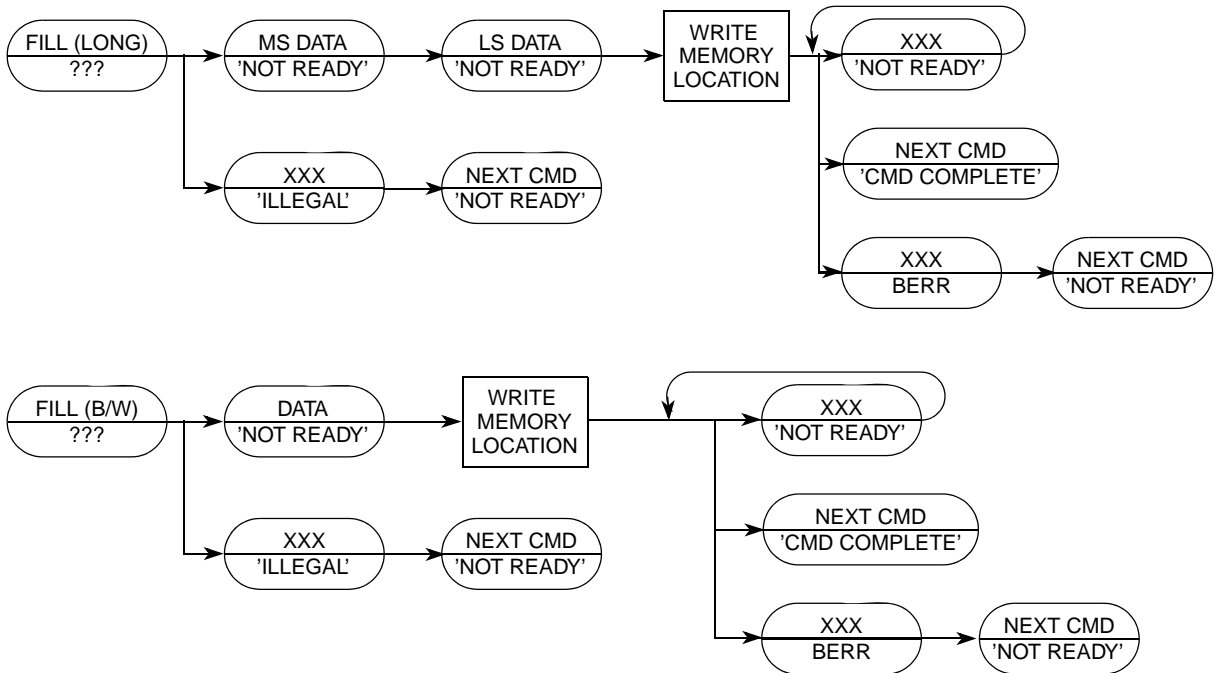 FILL (LONG)
???
MS DATA
'NOT READY'
LS DATA
'NOT READY'
WRITE
MEMORY
LOCATION
XXX
'NOT READY'
XXX
'ILLEGAL'
NEXT CMD
'NOT READY'
NEXT CMD
'CMD COMPLETE'
XXX
BERR
NEXT CMD
'NOT READY'
FILL (B/W)
???
DATA
'NOT READY'
WRITE
MEMORY
LOCATION
XXX
'NOT READY'
XXX
'ILLEGAL'
NEXT CMD
'NOT READY'
NEXT CMD
'CMD COMPLETE'
XXX
BERR
NEXT CMD
'NOT READY'